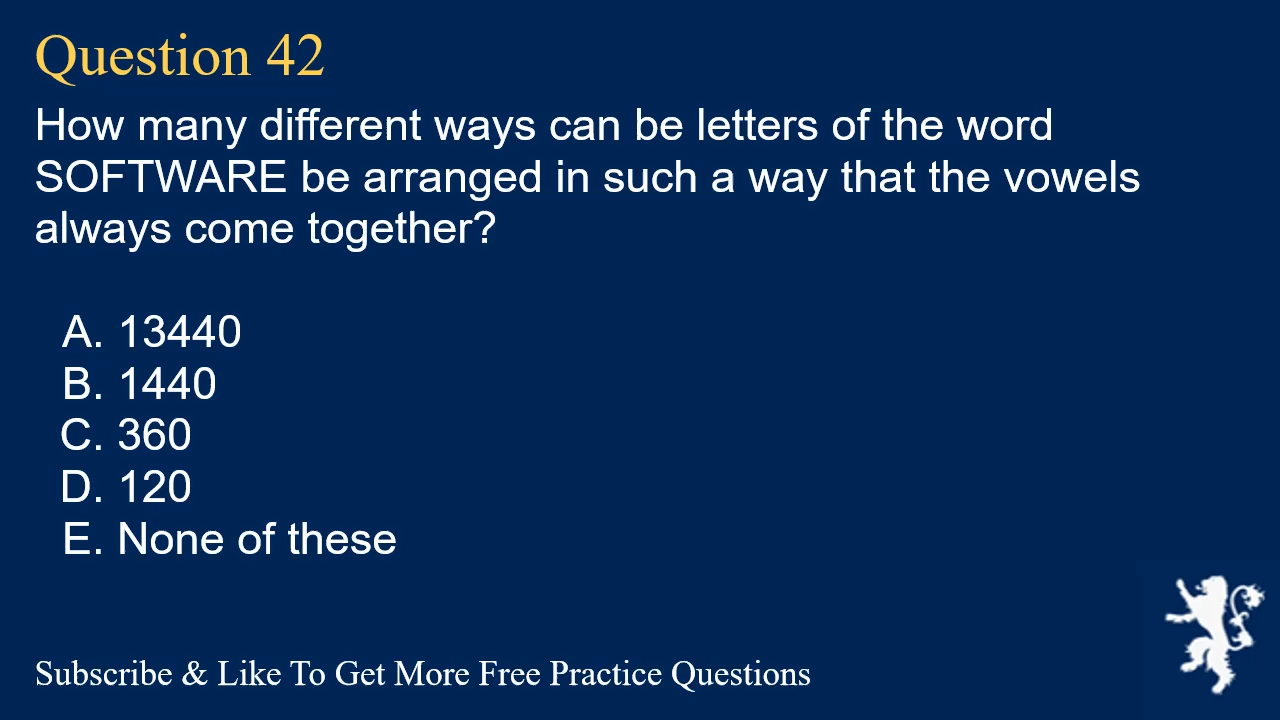 Question 42
How many different ways can be letters of the word
SOFTWARE be arranged in such a way that the vowels
always come together?
A. 13440
B. 1440
C. 360
D. 120
E. None of these
Subscribe & Like To Get More Free Practice Questions